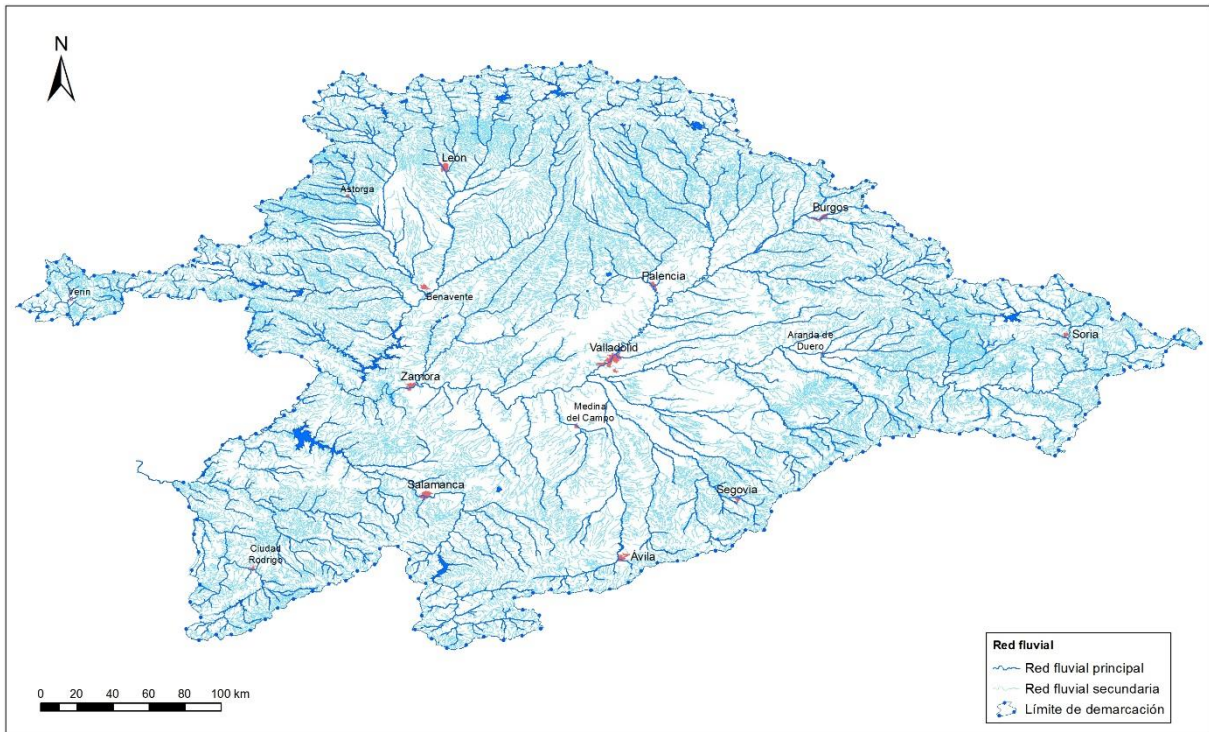 N
León
Astorga
Burgos
Verin
Benavente
Palencia
Soria
Aranda de
Duero
Valladolid
Zamora
Medina
del Campo
Salamanca
Segovia
Ciudad
Rodrigo
Ávila
Red fluvial
Red fluvial principal
Red fluvial secundaria
Límite de demarcación
0 20 40 60 80 100 km